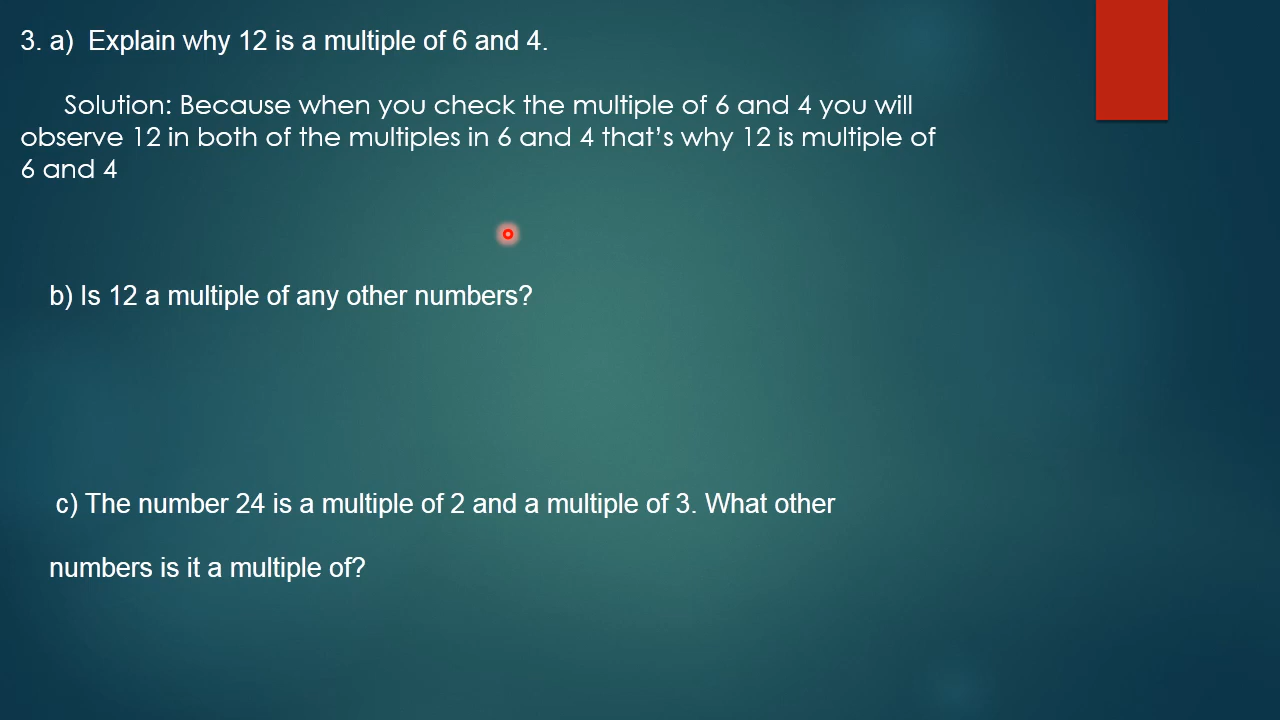 3. a) Explain why 12 is a multiple of 6 and 4.
Solution: Because when you check the multiple of 6 and 4 you will
observe 12 in both of the multiples in 6 and 4 that’s why 12 is multiple of
6 and 4
b) Is 12 a multiple of any other numbers?
c) The number 24 is a multiple of 2 and a multiple of 3. What other
numbers is it a multiple of?